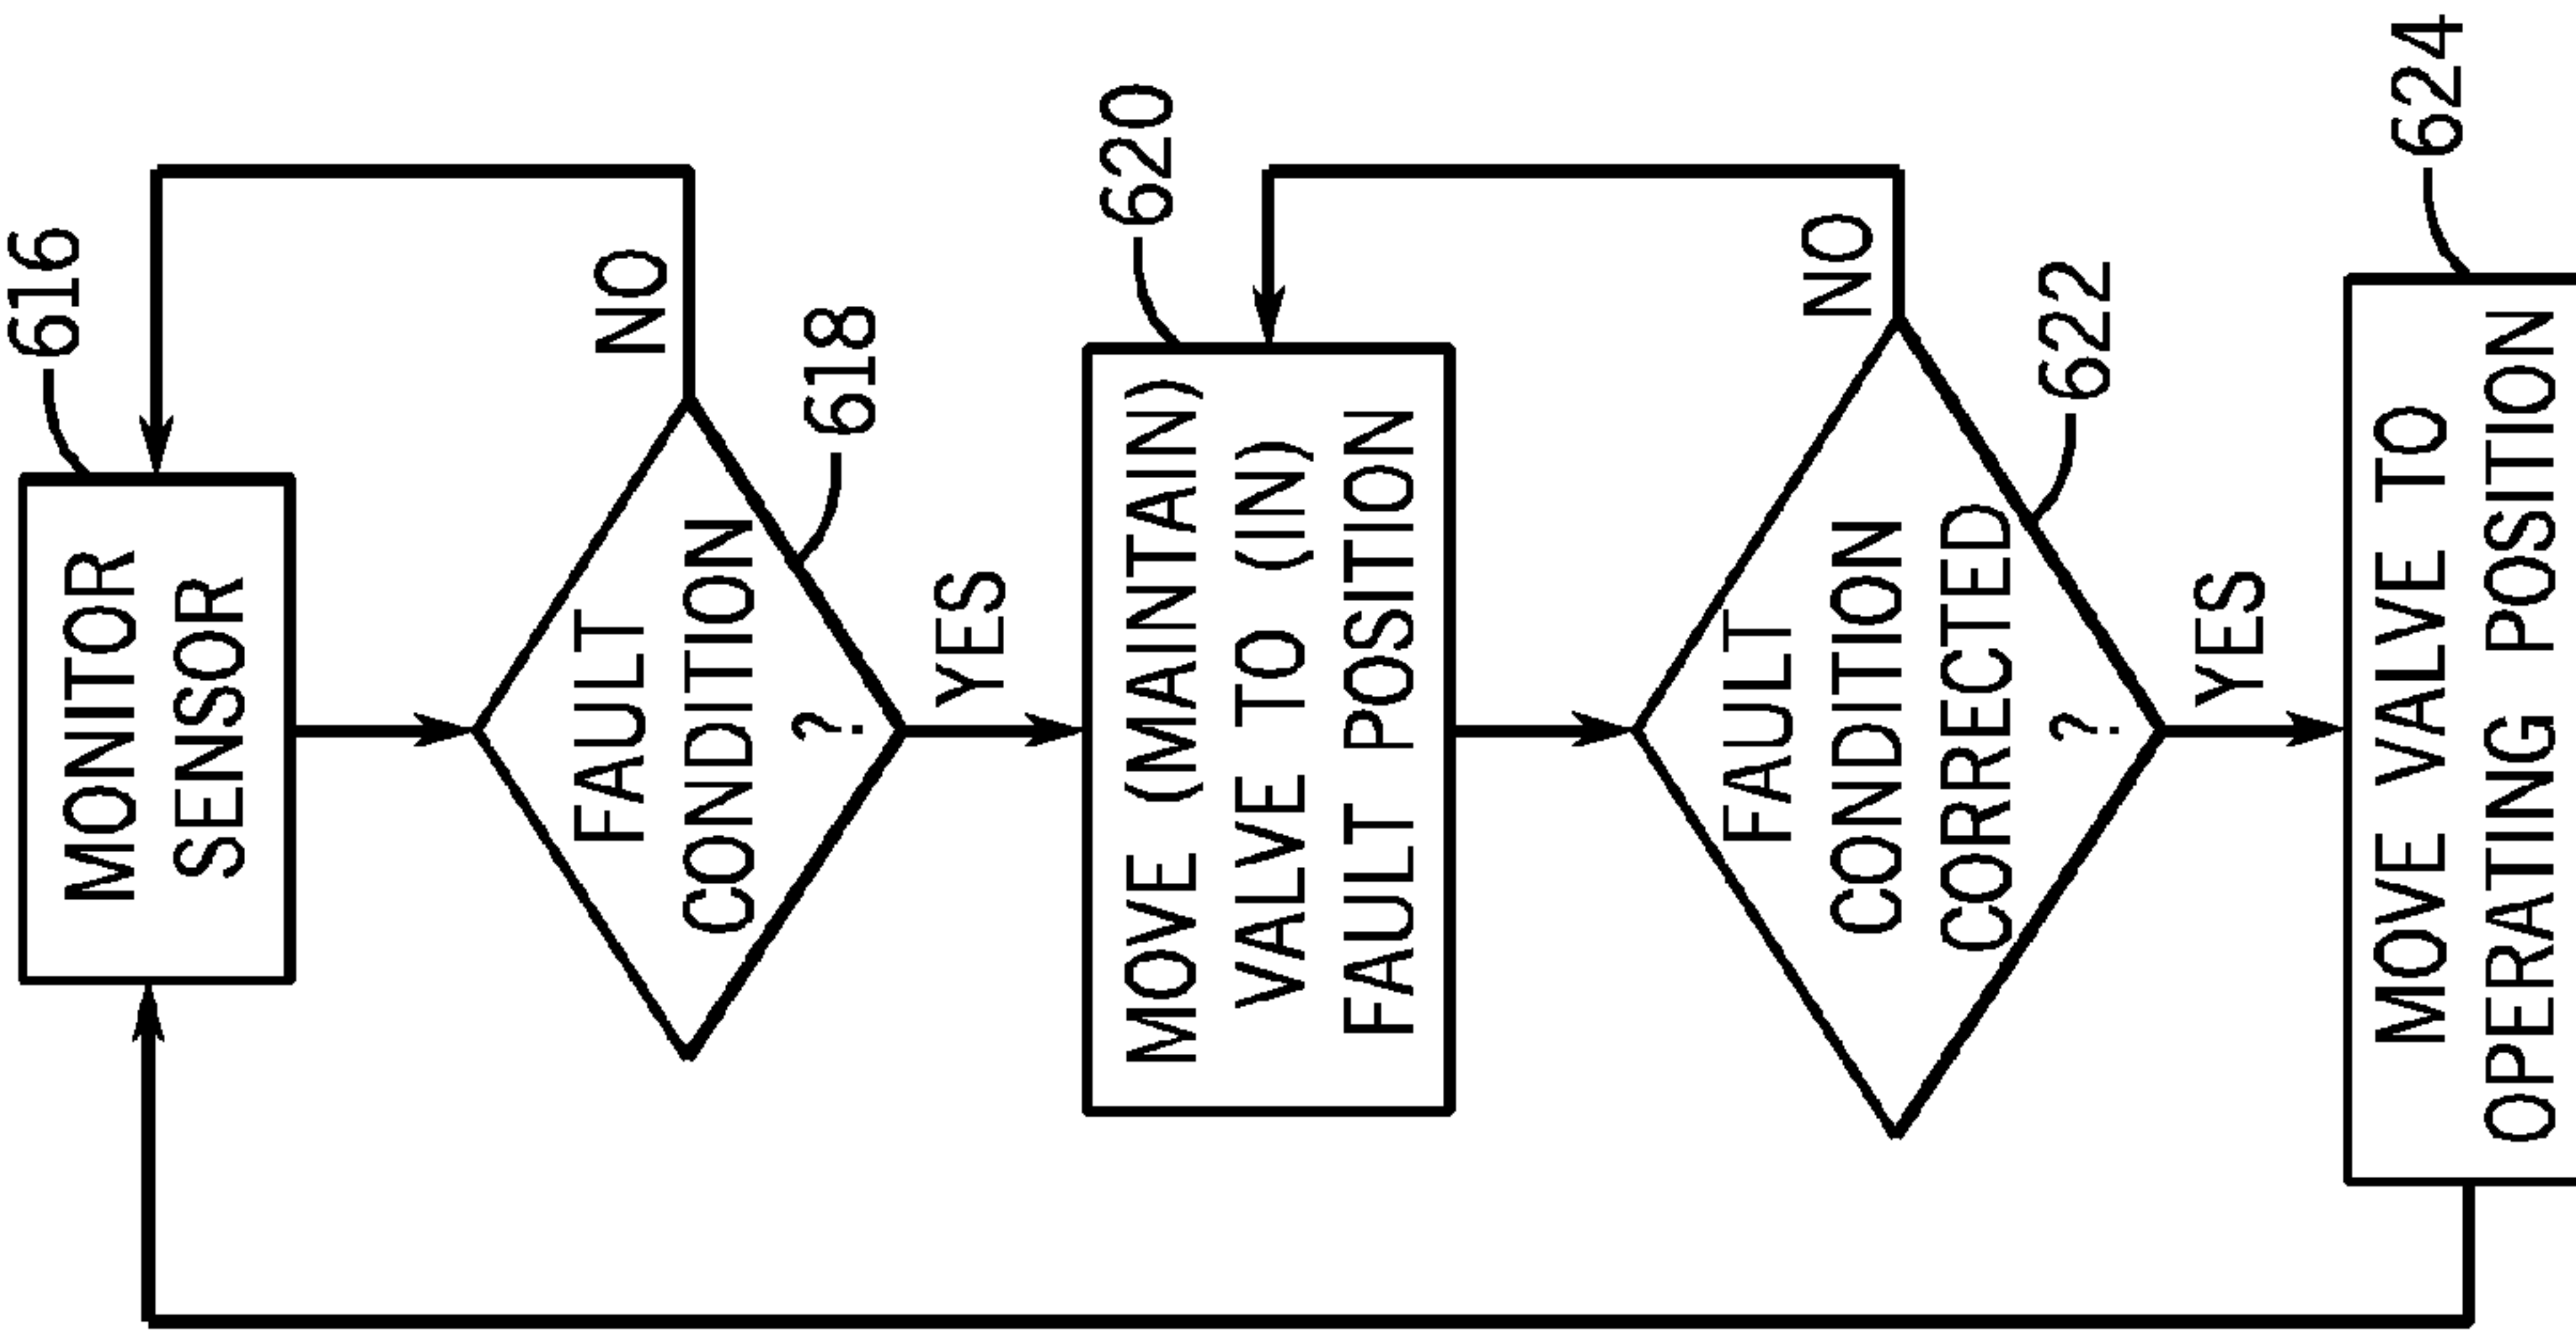 616
MONITOR
SENSOR
NO
618
FAULT
CONDITION
?
YES
620
MOVE (MAINTAIN)
VALVE TO (IN)
FAULT POSITION
NO
622
FAULT
CONDITION
CORRECTED
?
YES
624
MOVE VALVE TO
OPERATING POSITION